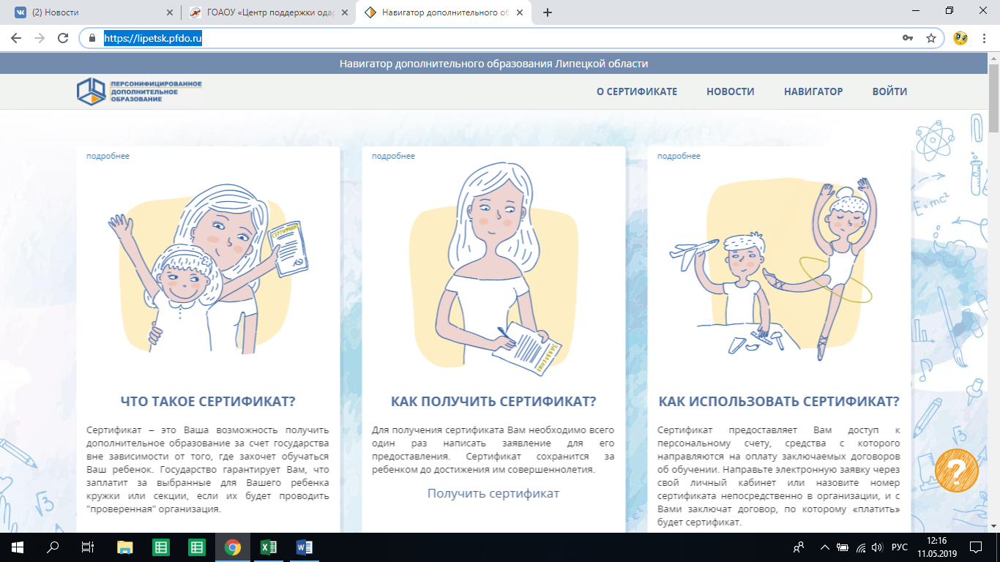 (2) Новости
ГОАОУ «Центр поддержки одар
Навигатор дополнительного об
https://lipetsk.pfdo.ru
Навигатор дополнительного образования Липецкой области
ПЕРСОНИФИЦИРОВАННОЕ
ДОПОЛНИТЕЛЬНОЕ
ОБРАЗОВАНИЕ
О СЕРТИФИКАТЕ
НОВОСТИ
НАВИГАТОР
ВОЙТИ
подробнее
СЕРТИФИКАТ
ЧТО ТАКОЕ СЕРТИФИКАТ?
Сертификат – это Ваша возможность получить
дополнительное образование за счет государства
вне зависимости от того, где захочет обучаться
Ваш ребенок. Государство гарантирует Вам, что
заплатит за выбранные для Вашего ребенка
кружки или секции, если их будет проводить
"проверенная" организация.
подробнее
ЗАЯВЛЕНИЕ
КАК ПОЛУЧИТЬ СЕРТИФИКАТ?
Для получения сертификата Вам необходимо всего
один раз написать заявление для его
предоставления. Сертификат сохранится за
ребенком до достижения им совершеннолетия.
Получить сертификат
подробнее
КАК ИСПОЛЬЗОВАТЬ СЕРТИФИКАТ?
Сертификат предоставляет Вам доступ к
персональному счету, средства с которого
направляются на оплату заключаемых договоров
об обучении. Направьте электронную заявку через
свой личный кабинет или назовите номер
сертификата непосредственно в организации, и с
Вами заключат договор, по которому «платить»
будет сертификат.
E=mc²
√3
√3
√3
?
РУС
12:16
11.05.2019